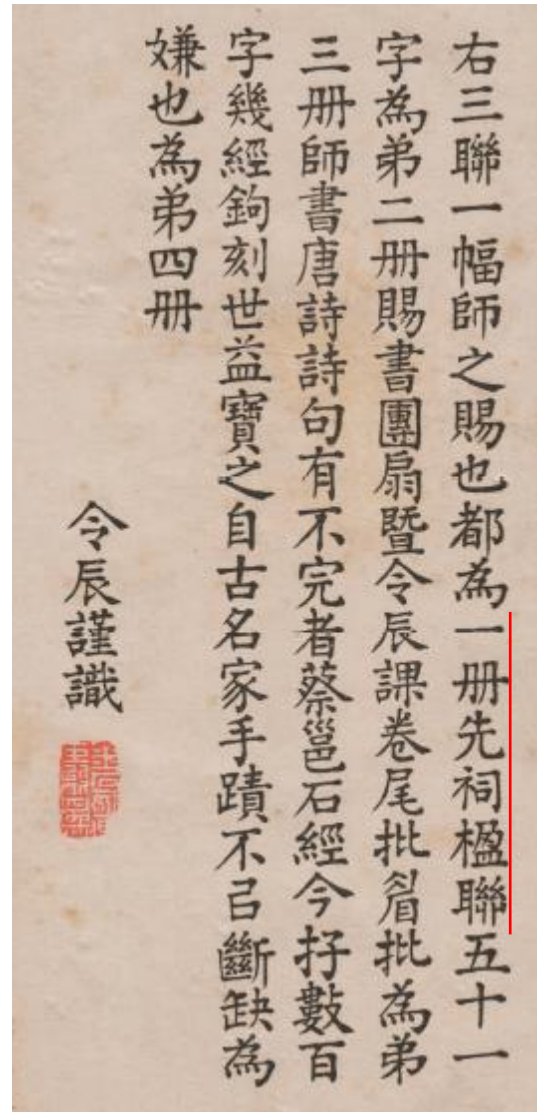 右三聯一幅師之賜也都為一册先祠楹聯五十一
字為弟二册賜書團扇暨令辰課卷尾批眉批為弟
三册師書唐詩詩句有不完者蔡邕石經今㧱數百
字幾經鉤刻世益寶之自古名家手蹟不㠯斷缺為
嫌也為弟四册
令辰謹識